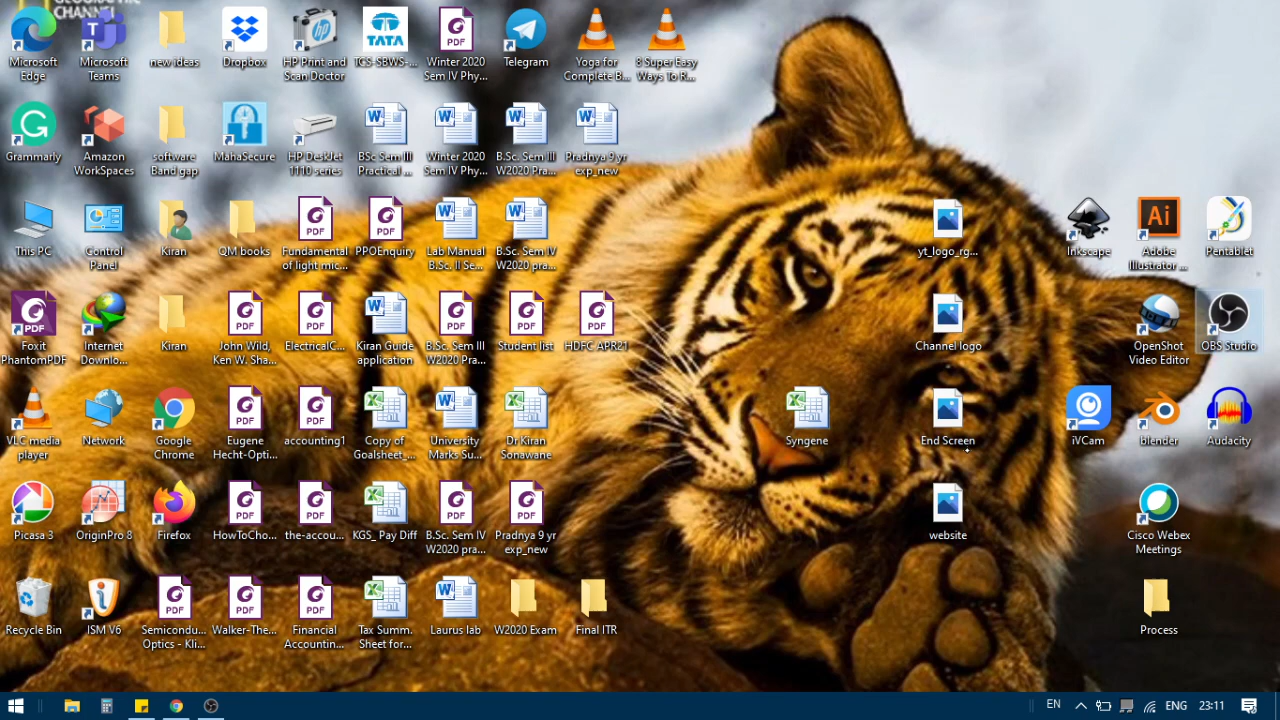 GEOGRAPHIC
CHANNEL
Microsoft
Edge
Microsoft
Teams
new ideas
Dropbox
HP Print and
Scan Doctor
TCS-SBWS-...
Winter 2020
Sem IV Phy...
Telegram
Yoga for
Complete B...
8 Super Easy
Ways To R...
Grammarly
Amazon
WorkSpaces
software
Band gap
MahaSecure
HP DeskJet
1110 series
BSc Sem III
Practical ...
Winter 2020
Sem IV Phy...
B.Sc. Sem III
W2020 Pra...
Pradnya 9 yr
exp_new
This PC
Control
Panel
Kiran
QM books
Fundamental
of light mic...
PPOEnquiry
Lab Manual
B.Sc. II Se...
B.Sc. Sem IV
W2020 pra...
yt_logo_rg...
Inkscape
Adobe
Illustrator ...
Pentablet
Foxit
PhantomPDF
Internet
Downlo...
Kiran
John Wild,
Ken W. Sha...
ElectricalC...
Kiran Guide
application
B.Sc. Sem III
W2020 Pra...
Student list
HDFC APR21
Channel logo
OpenShot
Video Editor
OBS Studio
VLC media
player
Network
Google
Chrome
Eugene
Hecht-Opti...
accounting1
Copy of
Goalsheet_...
University
Marks Su...
Dr Kiran
Sonawane
Syngene
End Screen
iVCam
blender
Audacity
Picasa 3
OriginPro 8
Firefox
HowToCho...
the-accou...
KGS_ Pay Diff
B.Sc. Sem IV
W2020 pra...
Pradnya 9 yr
exp_new
website
Cisco Webex
Meetings
Recycle Bin
ISM V6
Semicondu...
Optics - Kli...
Walker-The...
Financial
Accountin...
Tax Summ.
Sheet for...
Laurus lab
W2020 Exam
Final ITR
Process
EN
ENG
23:11